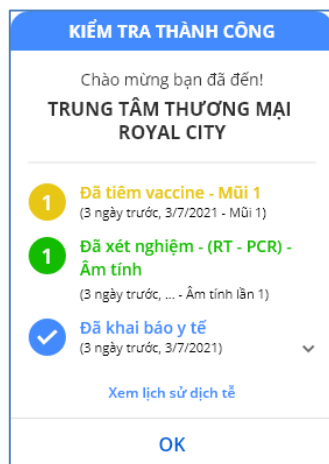 KIỂM TRA THÀNH CÔNG
Chào mừng bạn đã đến!
TRUNG TÂM THƯƠNG MẠI
ROYAL CITY
1 Đã tiêm vaccine - Mũi 1
(3 ngày trước, 3/7/2021 - Mũi 1)
1 Đã xét nghiệm - (RT - PCR) -
Âm tính
(3 ngày trước, ... - Âm tính lần 1)
Đã khai báo y tế
(3 ngày trước, 3/7/2021)
Xem lịch sử dịch tễ
OK